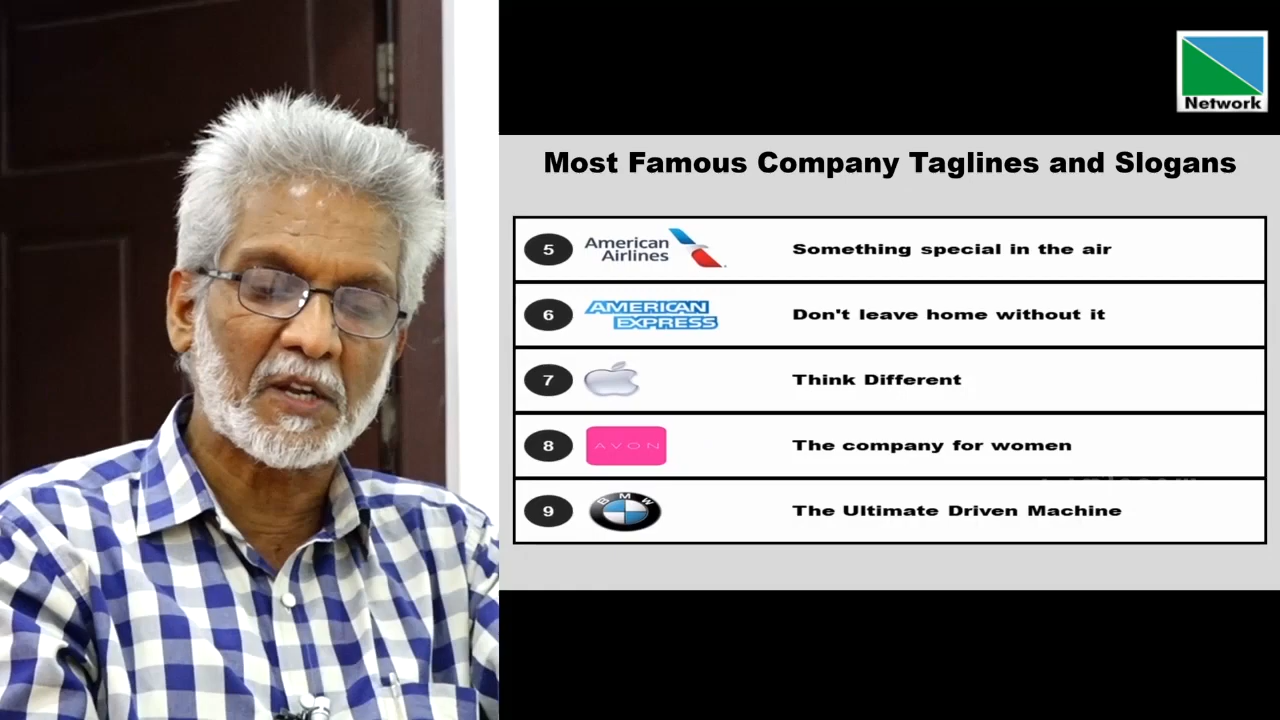 Network
Most Famous Company Taglines and Slogans
5 American Airlines Something special in the air
6 AMERICAN EXPRESS Don't leave home without it
7 Think Different
8 AVON The company for women
9 BMW The Ultimate Driven Machine